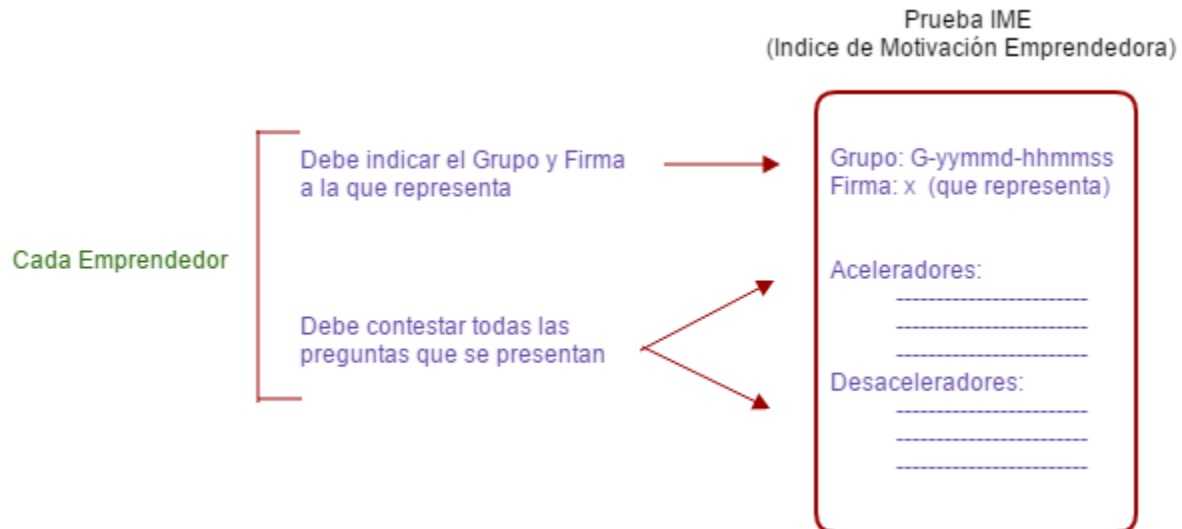 Prueba IME
(Indice de Motivación Emprendedora)
Debe indicar el Grupo y Firma
a la que representa
Grupo: G-yymmd-hhmmss
Firma: x (que representa)
Cada Emprendedor
Aceleradores:
Debe contestar todas las
preguntas que se presentan
Desaceleradores: